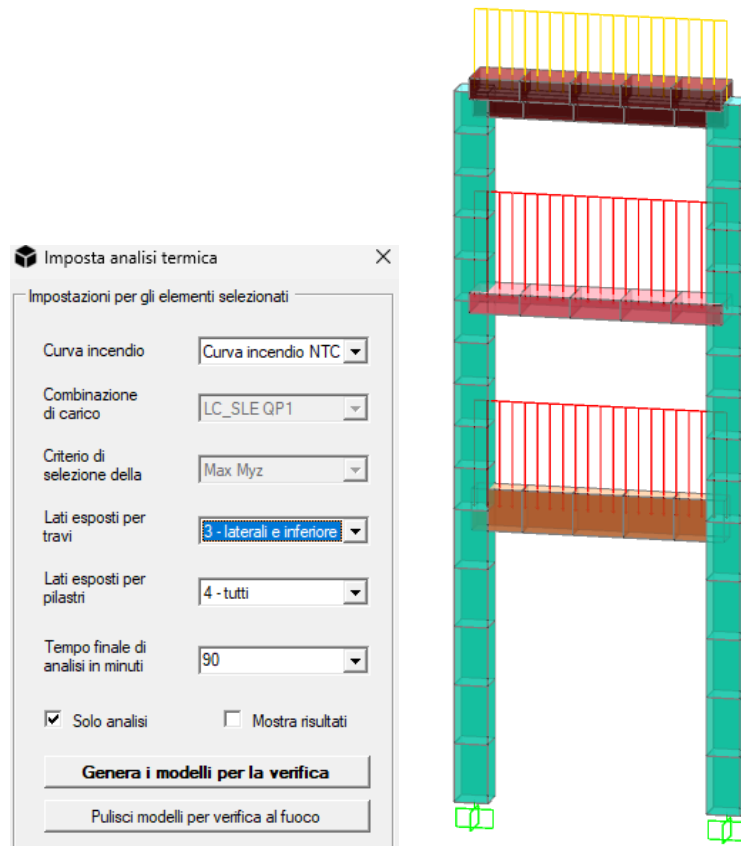 Imposta analisi termica
Impostazioni per gli elementi selezionati
Curva incendio
Curva incendio NTC
Combinazione
di carico
LC_SLE QP1
Criterio di
selezione della
Max Myz
Lati esposti per
travi
3 - laterali e inferiore
Lati esposti per
pilastri
4 - tutti
Tempo finale di
analisi in minuti
90
Solo analisi
Mostra risultati
Genera i modelli per la verifica
Pulisci modelli per verifica al fuoco